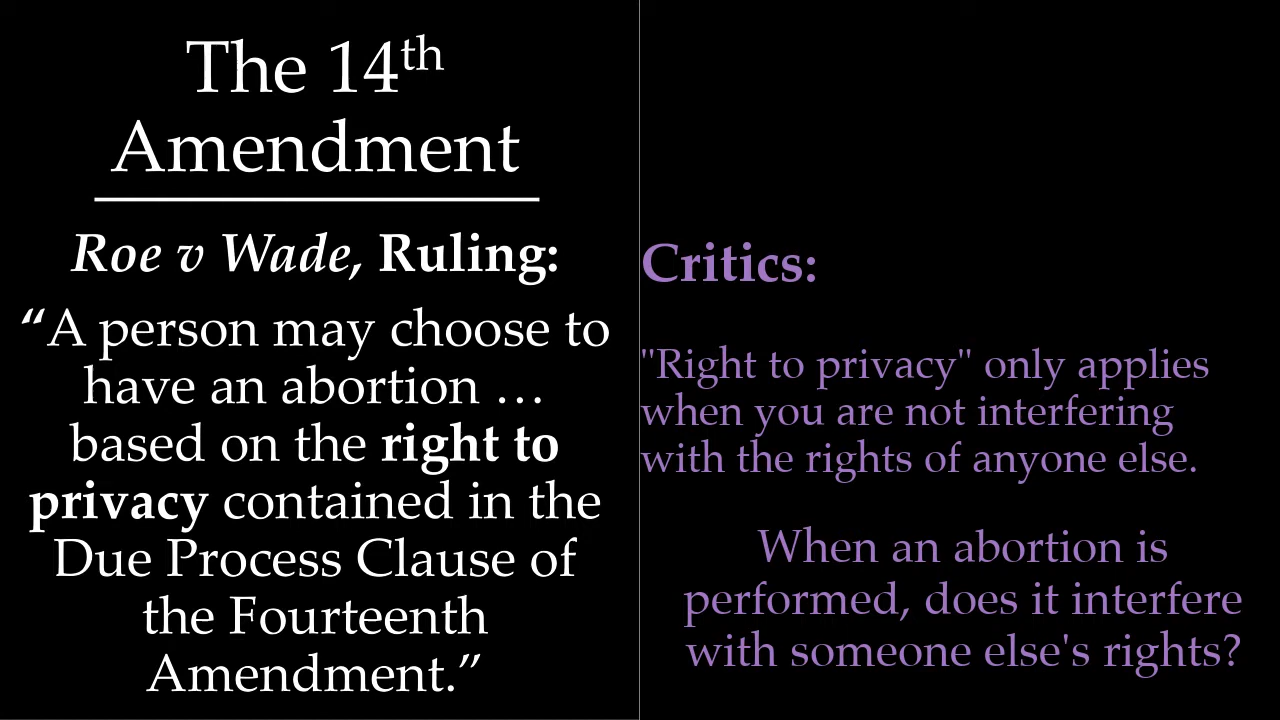 The 14th
Amendment
Roe v Wade, Ruling:
“A person may choose to
have an abortion …
based on the right to
privacy contained in the
Due Process Clause of
the Fourteenth
Amendment.”
Critics:
"Right to privacy" only applies
when you are not interfering
with the rights of anyone else.
When an abortion is
performed, does it interfere
with someone else's rights?